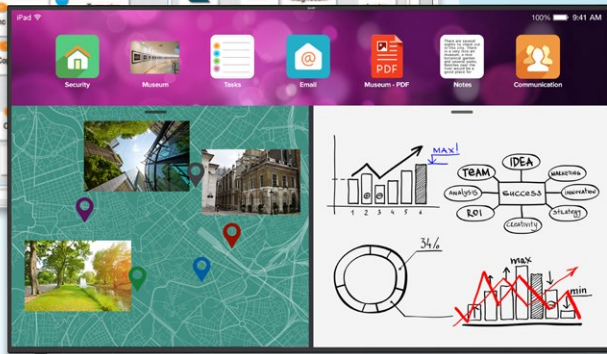 iPad
100%
9:41 AM
Security
Museum
Tasks
Email
PDF
Museum - PDF
Notes
Communication
MAX!
1 2 3 4 5 6
34%
IDEA
TEAM
MARKETING
ANALYSIS
SUCCESS
INNOVATION
ROI
STRATEGY
CREATIVITY
max
min